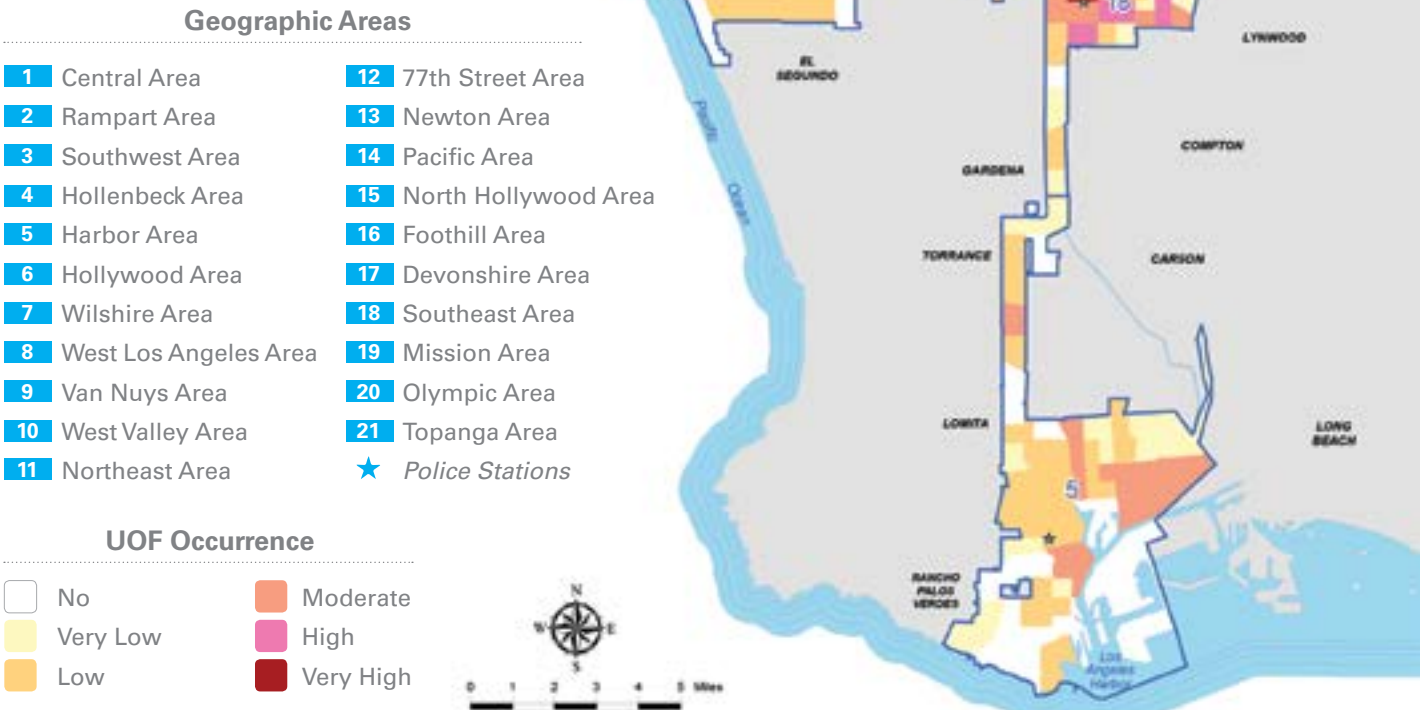 Geographic Areas
1 Central Area
2 Rampart Area
3 Southwest Area
4 Hollenbeck Area
5 Harbor Area
6 Hollywood Area
7 Wilshire Area
8 West Los Angeles Area
9 Van Nuys Area
10 West Valley Area
11 Northeast Area
12 77th Street Area
13 Newton Area
14 Pacific Area
15 North Hollywood Area
16 Foothill Area
17 Devonshire Area
18 Southeast Area
19 Mission Area
20 Olympic Area
21 Topanga Area
Police Stations
UOF Occurrence
No
Very Low
Low
Moderate
High
Very High
N
W E
S
0 1 2 3 4 5 Miles
18
LYNWOOD
EL
SEGUNDO
Pacific
Ocean
COMPTON
GARDENA
TORRANCE
CARSON
LOMITA
LONG
BEACH
5
RANCHO
PALOS
VERDES
Los
Angeles
Harbor